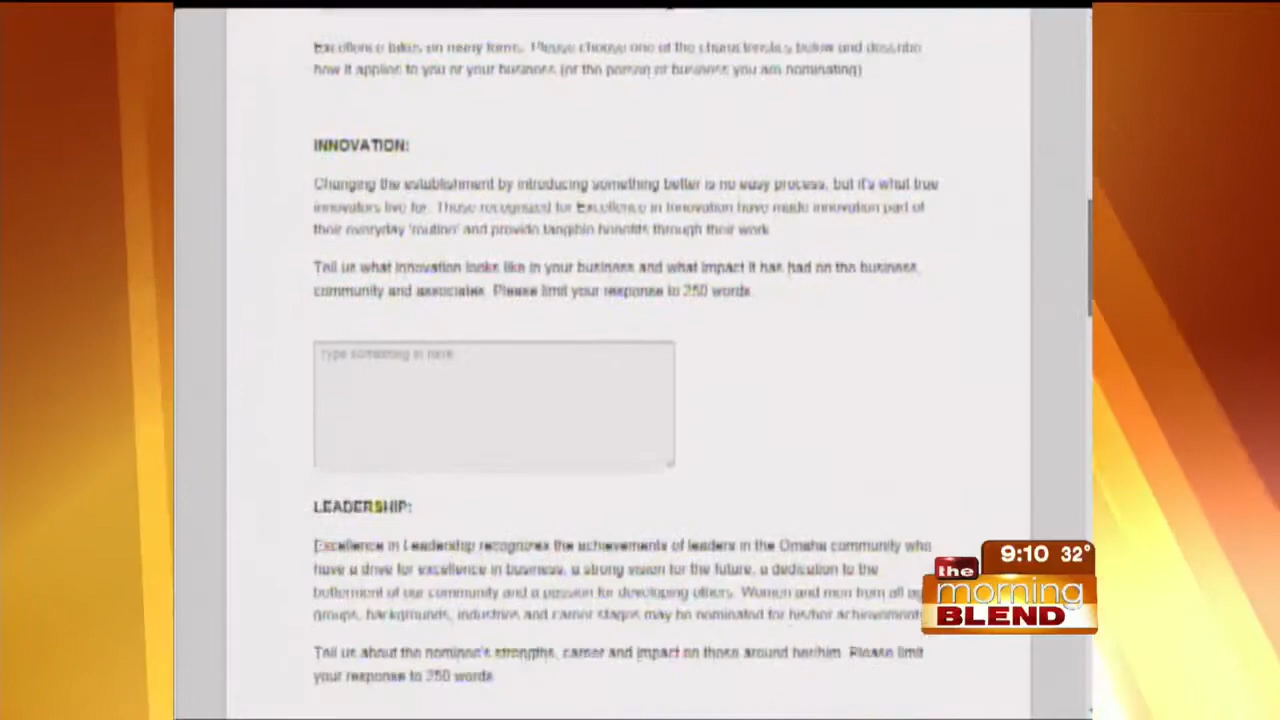 Excellence takes on many forms. Please choose one of the characteristics below and describe
how it applies to you or your business (or the person or business you are nominating)
INNOVATION:
Changing the establishment by introducing something better is no easy process, but it's what true
innovators live for. Those recognized for Excellence in Innovation have made innovation part of
their everyday 'routine' and provide tangible benefits through their work
Tell us what innovation looks like in your business and what impact it has had on the business,
community and associates. Please limit your response to 250 words.
Type something in here
LEADERSHIP:
Excellence in Leadership recognizes the achievements of leaders in the Omaha community who
have a drive for excellence in business, a strong vision for the future, a dedication to the
betterment of our community and a passion for developing others. Women and men from all
groups, backgrounds, industries and career stages may be nominated for his/her achievements
Tell us about the nominee's strengths, career and impact on those around her/him. Please limit
your response to 250 words
9:10 32°
the
morning
BLEND